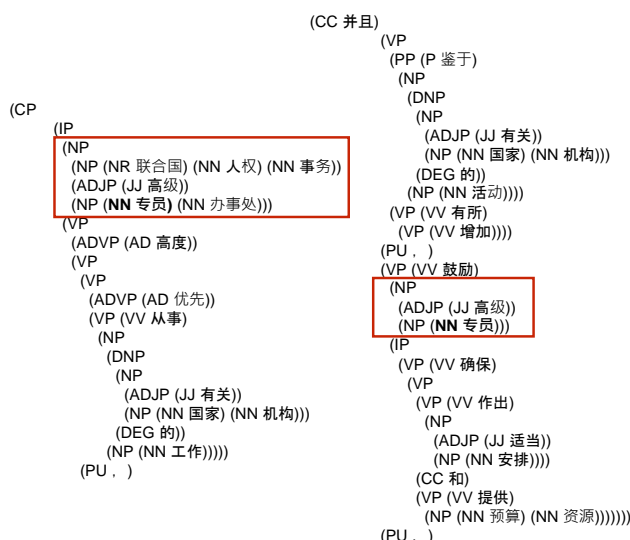 (CP
(IP
(NP
(NP (NR 联合国) (NN 人权) (NN 事务))
(ADJP (JJ 高级))
(NP (NN 专员) (NN 办事处)))
(VP
(ADVP (AD 高度))
(VP
(VP
(ADVP (AD 优先))
(VP (VV 从事)
(NP
(DNP
(NP
(ADJP (JJ 有关))
(NP (NN 国家) (NN 机构)))
(DEG 的))
(NP (NN 工作)))))
(PU ， )
(CC 并且)
(VP
(PP (P 鉴于)
(NP
(DNP
(NP
(ADJP (JJ 有关))
(NP (NN 国家) (NN 机构)))
(DEG 的))
(NP (NN 活动))))
(VP (VV 有所)
(VP (VV 增加))))
(PU ， )
(VP (VV 鼓励)
(NP
(ADJP (JJ 高级))
(NP (NN 专员)))
(IP
(VP (VV 确保)
(VP
(VP (VV 作出)
(NP
(ADJP (JJ 适当))
(NP (NN 安排))))
(CC 和)
(VP (VV 提供)
(NP (NN 预算) (NN 资源)))))))
(PU ， )